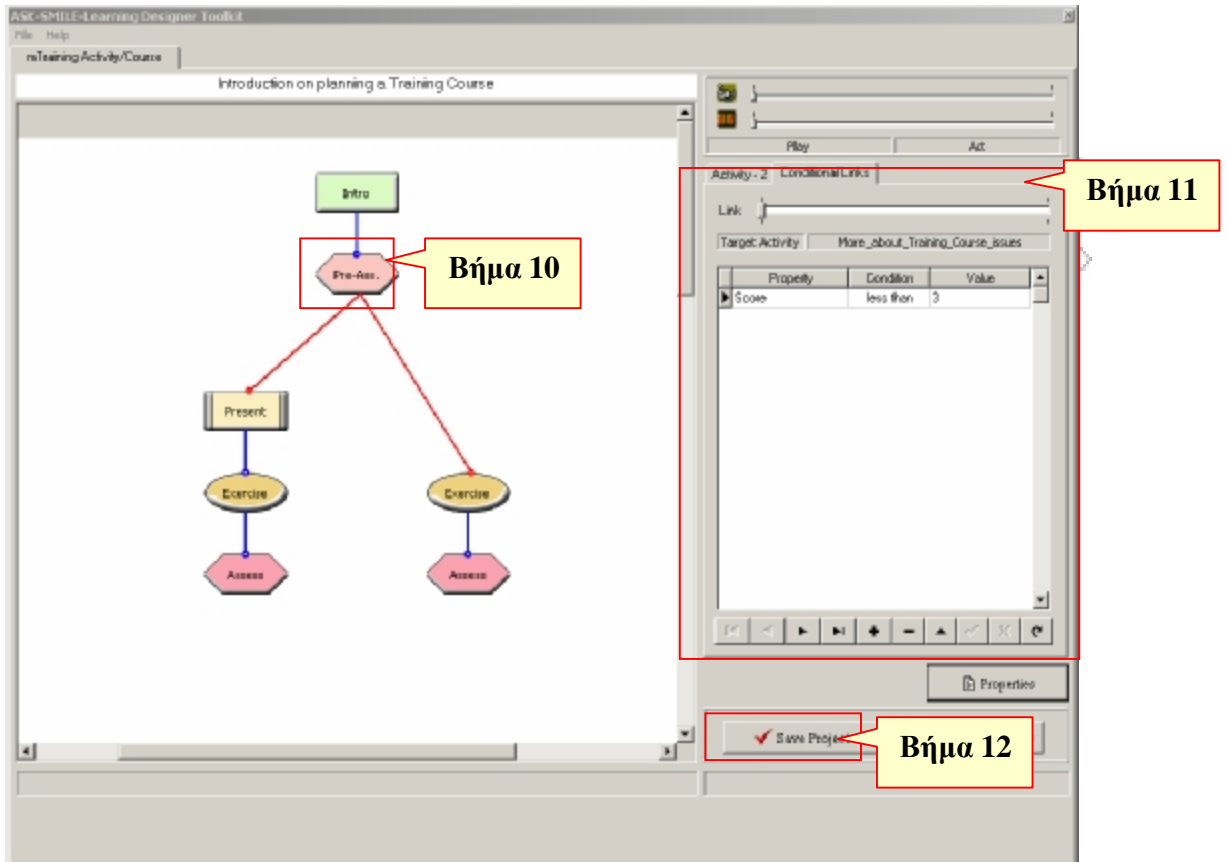 ASK-SMILE-Learning Designer Toolkit
File Help
Training Activity/Course
Introduction on planning a Training Course
Play Act
Activity - 2 Conditional Links
Βήμα 11
Link
Intro
Target Activity More_about_Training_Course_issues
Pre-Ass.
Βήμα 10
Property Condition Value
Score less than 3
Present
Exercise Exercise
Assess Assess
Properties
Save Project
Βήμα 12